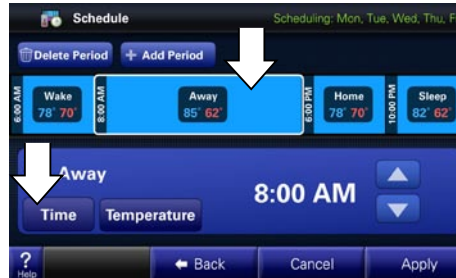 Schedule
Scheduling: Mon, Tue, Wed, Thu, F
Delete Period
+ Add Period
6:00 AM
Wake
78° 70°
8:00 AM
Away
85° 62°
6:00 PM
Home
78° 70°
10:00 PM
Sleep
82° 62°
Away
8:00 AM
Time
Temperature
?
Help
Back
Cancel
Apply